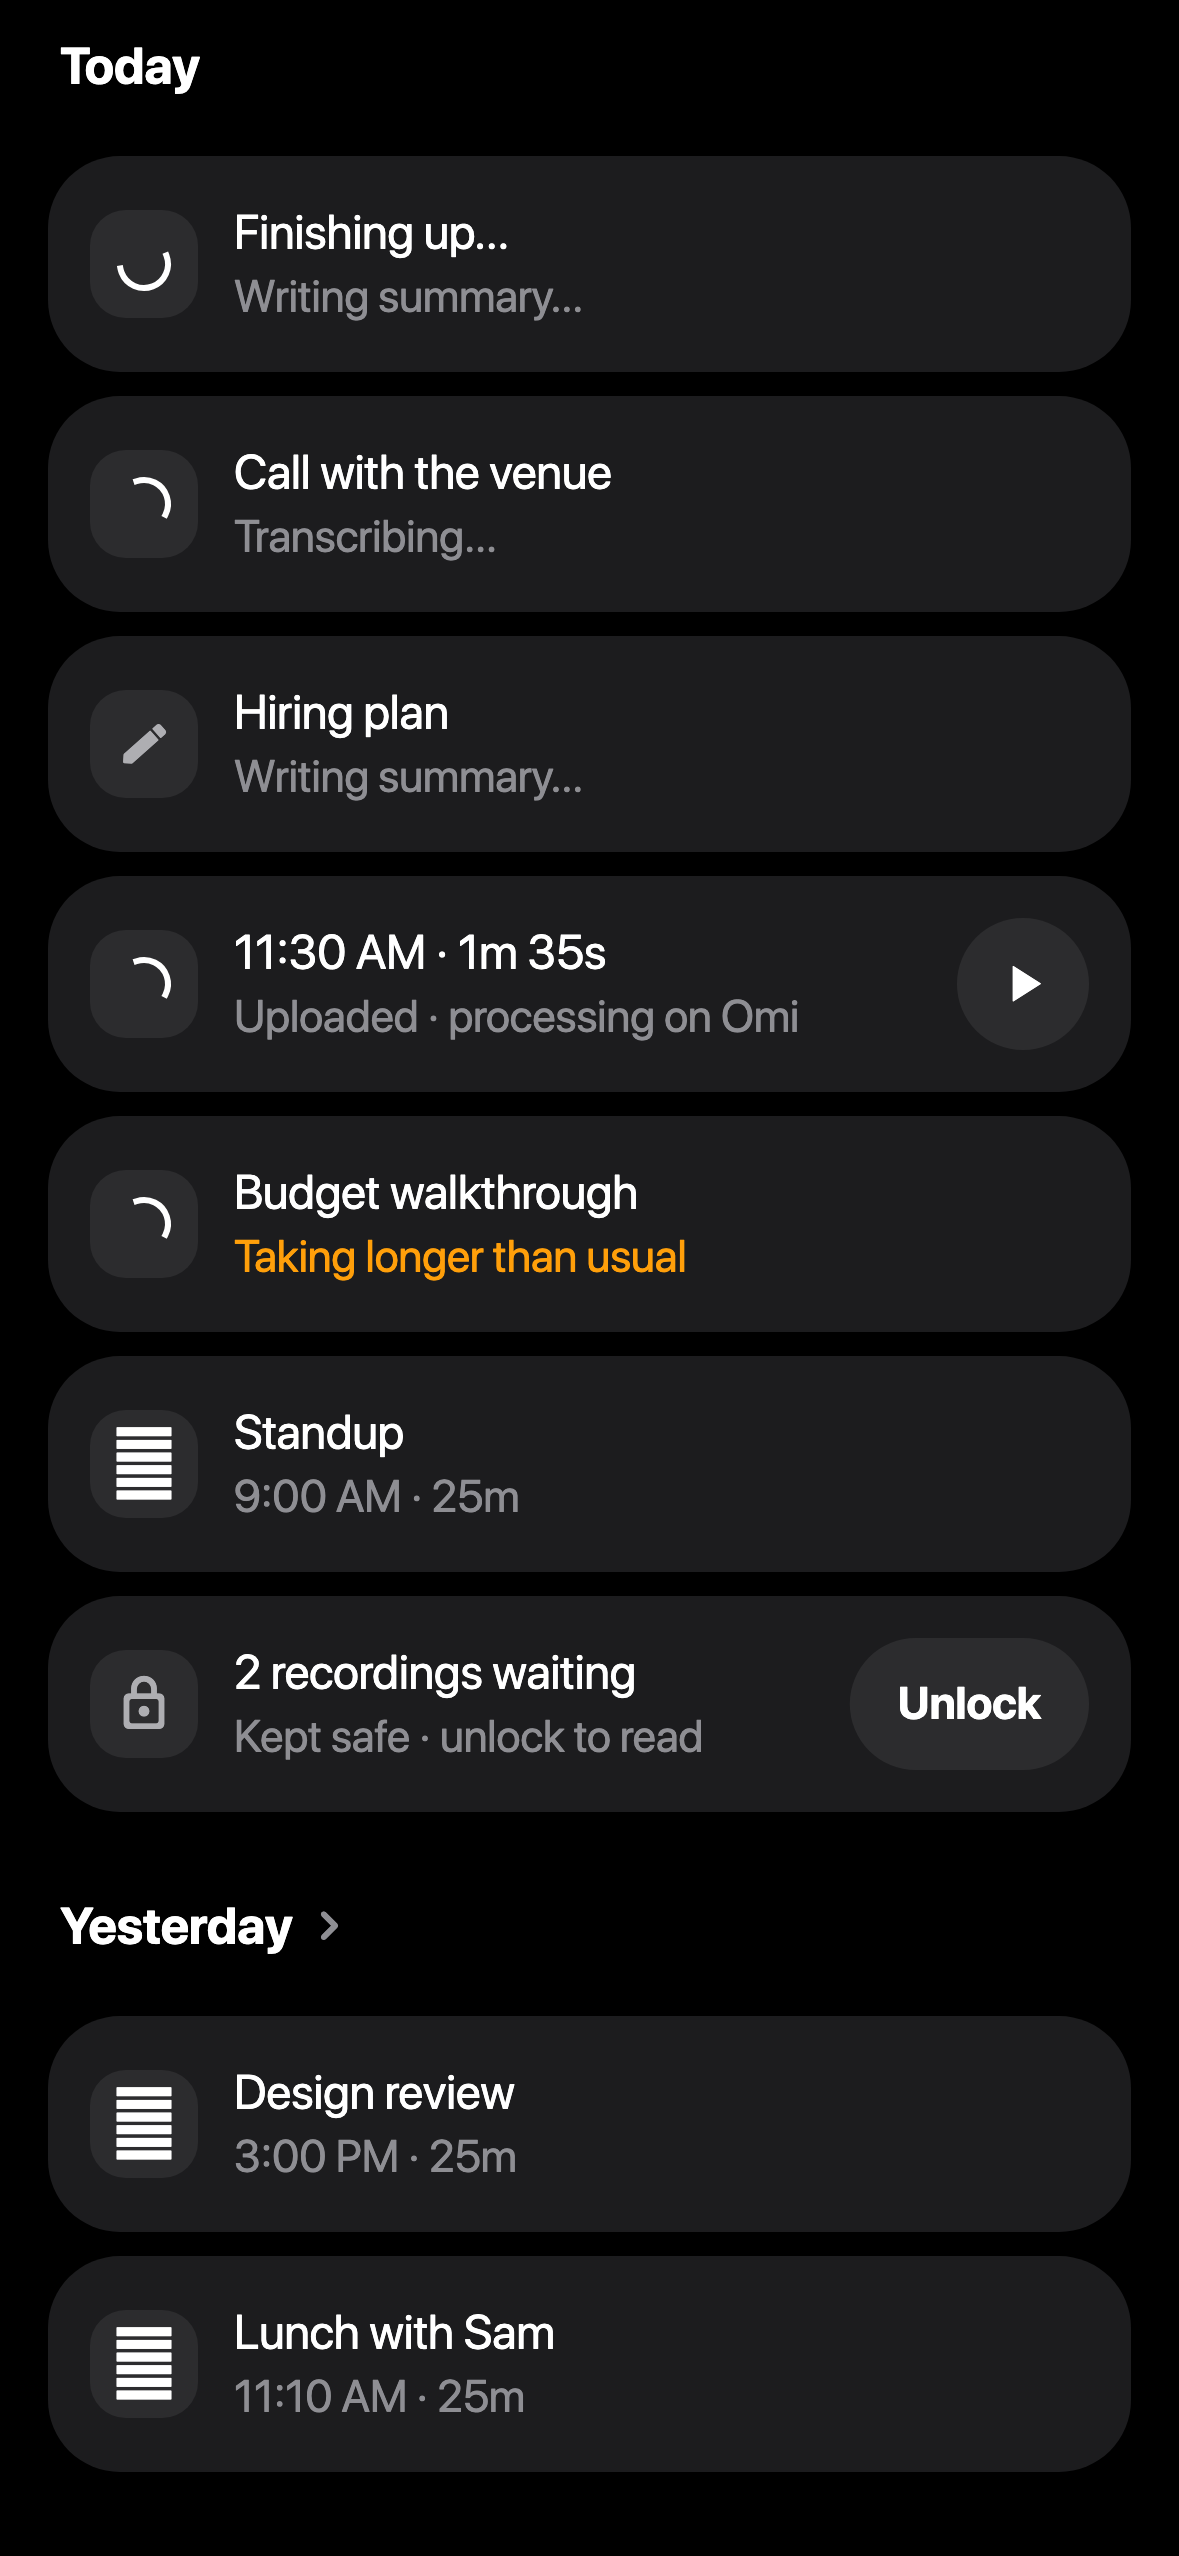 Today
Finishing up...
Writing summary...
Call with the venue
Transcribing...
Hiring plan
Writing summary...
11:30 AM · 1m 35s
Uploaded · processing on Omi
Budget walkthrough
Taking longer than usual
Standup
9:00 AM · 25m
2 recordings waiting
Kept safe · unlock to read
Unlock
Yesterday
Design review
3:00 PM · 25m
Lunch with Sam
11:10 AM · 25m